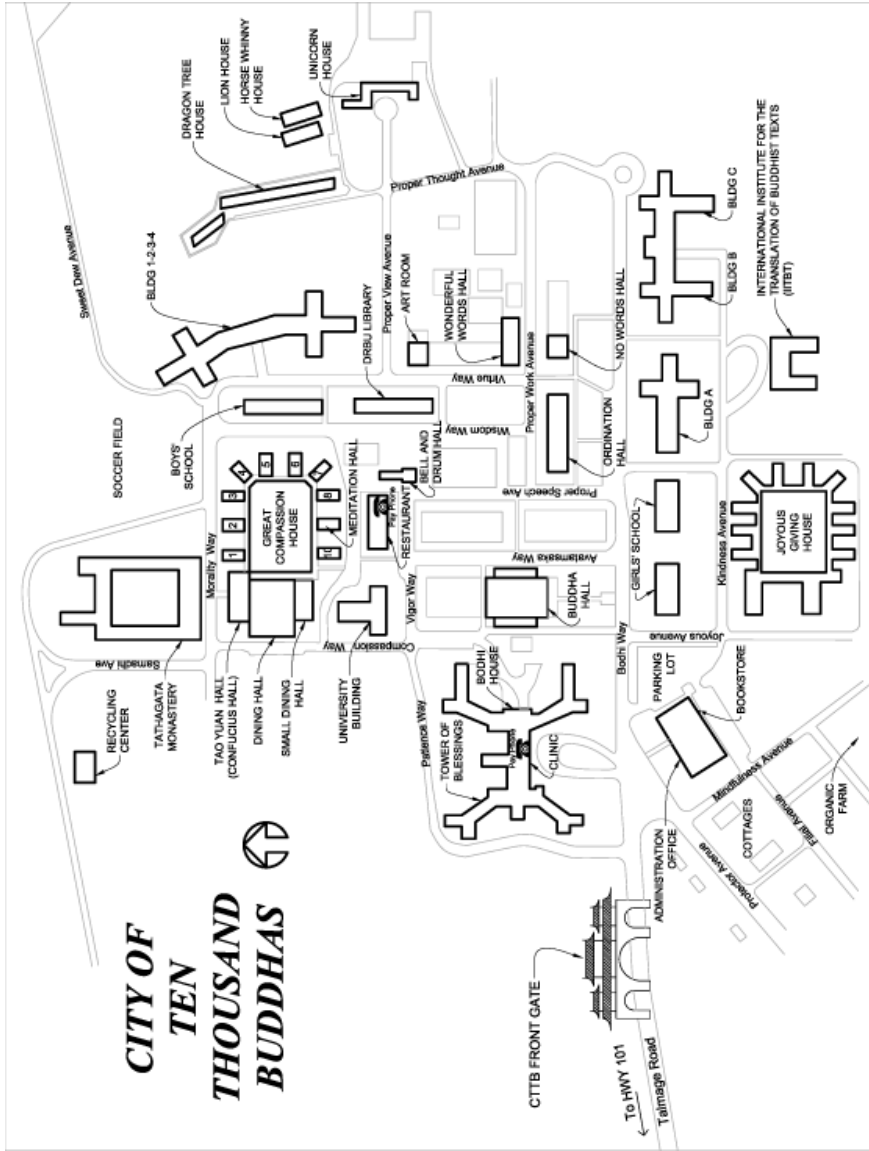 CITY OF
TEN
THOUSAND
BUDDHAS
RECYCLING
CENTER
TATHAGATA
MONASTERY
Samadhi Ave
SOCCER FIELD
Sweet Dew Avenue
Morality Way
TAO YUAN HALL
(CONFUCIUS HALL)
DINING HALL
SMALL DINING
HALL
1
2
3
4
5
6
8
10
GREAT
COMPASSION
HOUSE
MEDITATION HALL
BOYS'
SCHOOL
BLDG 1-2-3-4
DRAGON TREE
HOUSE
LION HOUSE
HORSE WHINNY
HOUSE
UNICORN
HOUSE
UNIVERSITY
BUILDING
Compassion
Way
Vigor Way
RESTAURANT
Pay Phone
BELL AND
DRUM HALL
DRBU LIBRARY
Proper View Avenue
ART ROOM
Proper Thought Avenue
Patience Way
TOWER OF
BLESSINGS
BODHI
HOUSE
Pay Phone
CLINIC
BUDDHA
HALL
Avatamsaka Way
Proper Speech Ave
Wisdom Way
Virtue Way
WONDERFUL
WORDS HALL
Proper Work Avenue
ORDINATION
HALL
NO WORDS HALL
CTTB FRONT GATE
To HWY 101
Talmage Road
Bodhi Way
GIRLS' SCHOOL
BLDG A
BLDG B
BLDG C
ADMINISTRATION
OFFICE
PARKING
LOT
BOOKSTORE
Joyous Avenue
Kindness Avenue
JOYOUS
GIVING
HOUSE
INTERNATIONAL INSTITUTE FOR THE
TRANSLATION OF BUDDHIST TEXTS
(IITBT)
Mindfulness Avenue
COTTAGES
Protector Avenue
Filial Avenue
ORGANIC
FARM